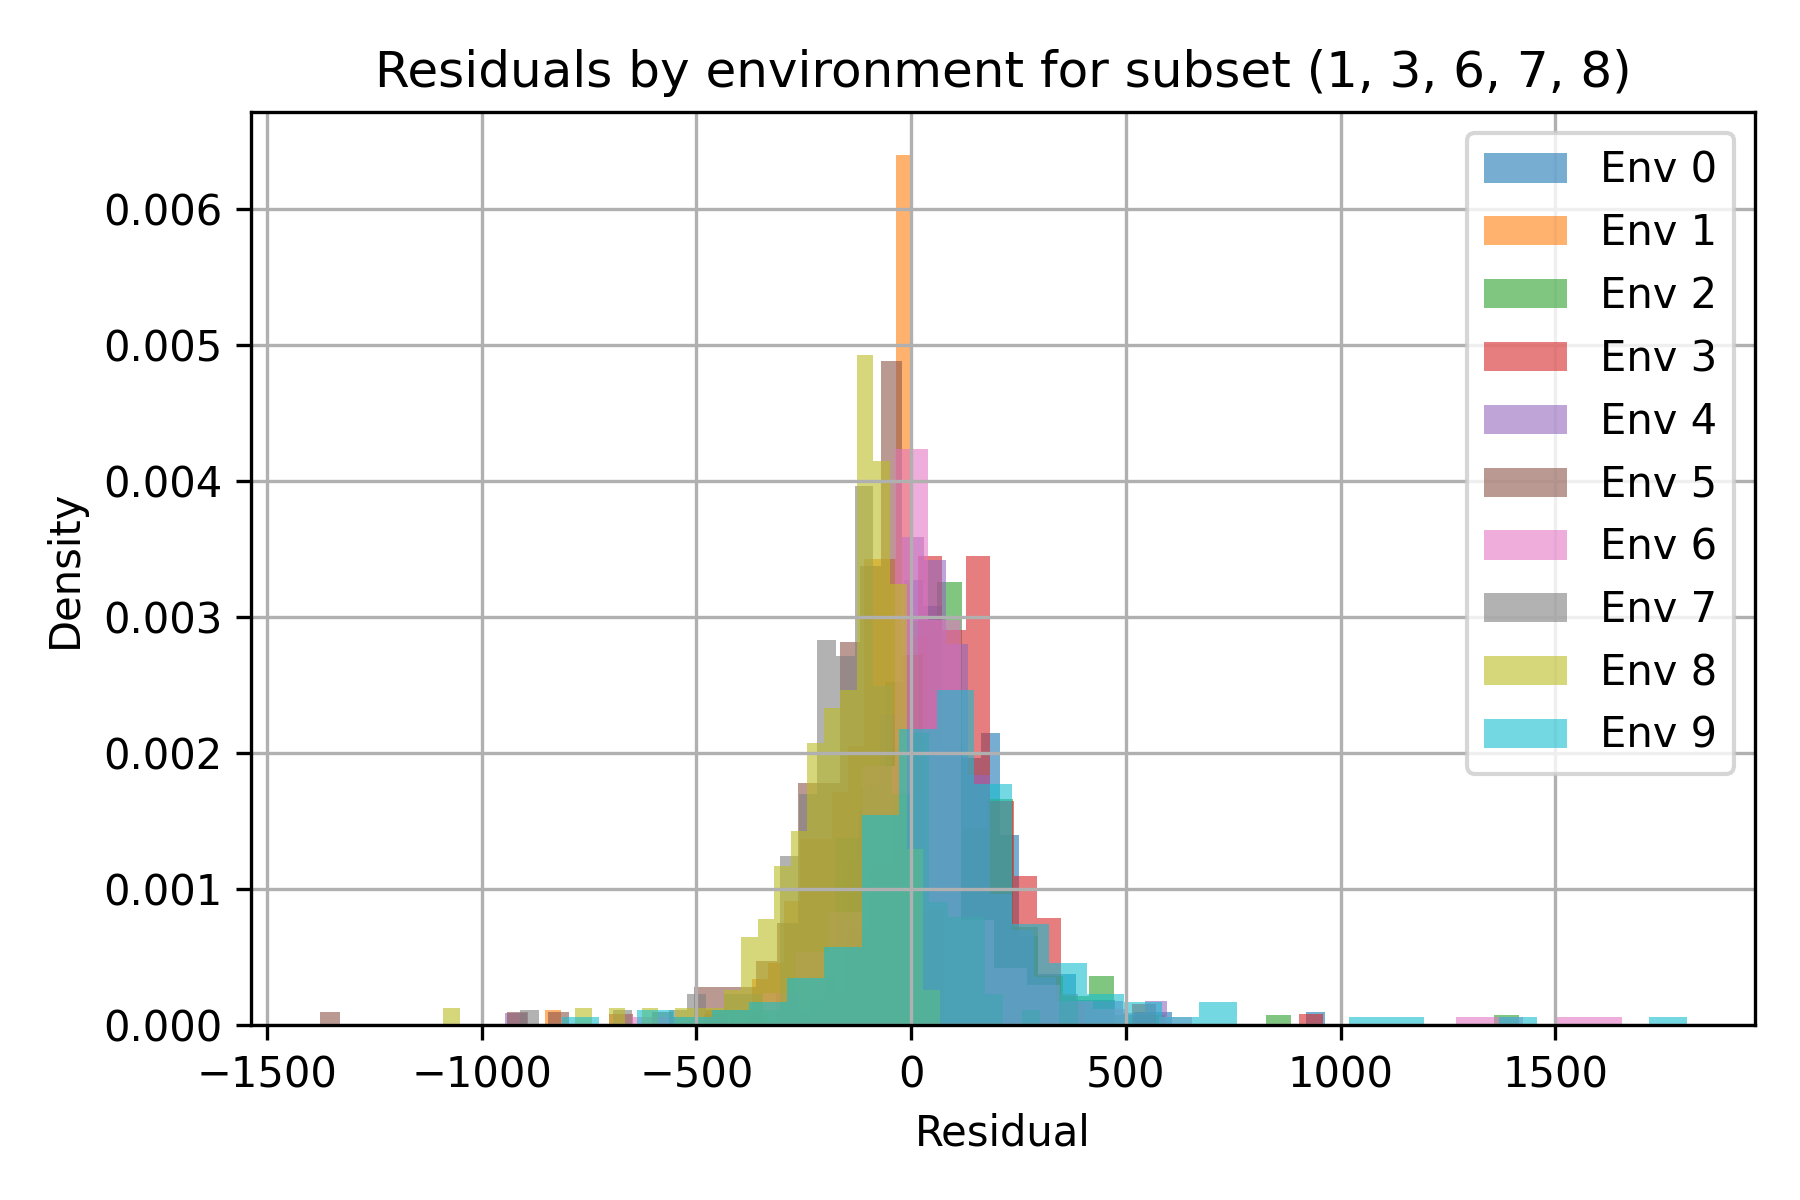 Residuals by environment for subset (1, 3, 6, 7, 8)
Env 0
Env 1
Env 2
Env 3
Env 4
Env 5
Env 6
Env 7
Env 8
Env 9
Density
0.006
0.005
0.004
0.003
0.002
0.001
0.000
−1500 −1000 −500 0 500 1000 1500
Residual